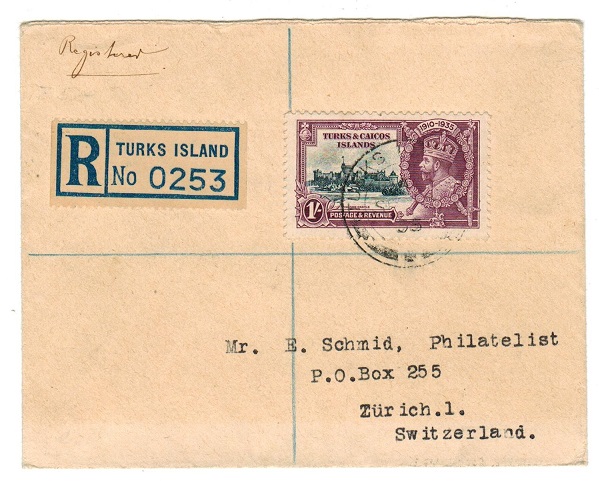 Registered
R
TURKS ISLAND
No 0253
1910-1935
TURKS & CAICOS
ISLANDS
1/-
POSTAGE & REVENUE
TURKS
Mr. E. Schmid, Philatelist
P.O.Box 255
Zürich.1.
Switzerland.